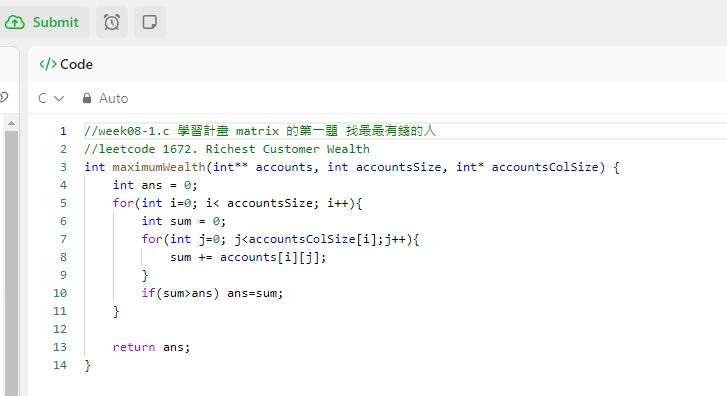 Submit
</> Code
C Auto
1 //week08-1.c 學習計畫 matrix 的第一題 找最最有錢的人
2 //leetcode 1672. Richest Customer Wealth
3 int maximumWealth(int** accounts, int accountsSize, int* accountsColSize) {
4     int ans = 0;
5     for(int i=0; i< accountsSize; i++){
6         int sum = 0;
7         for(int j=0; j<accountsColSize[i];j++){
8             sum += accounts[i][j];
9         }
10         if(sum>ans) ans=sum;
11     }
12
13     return ans;
14 }